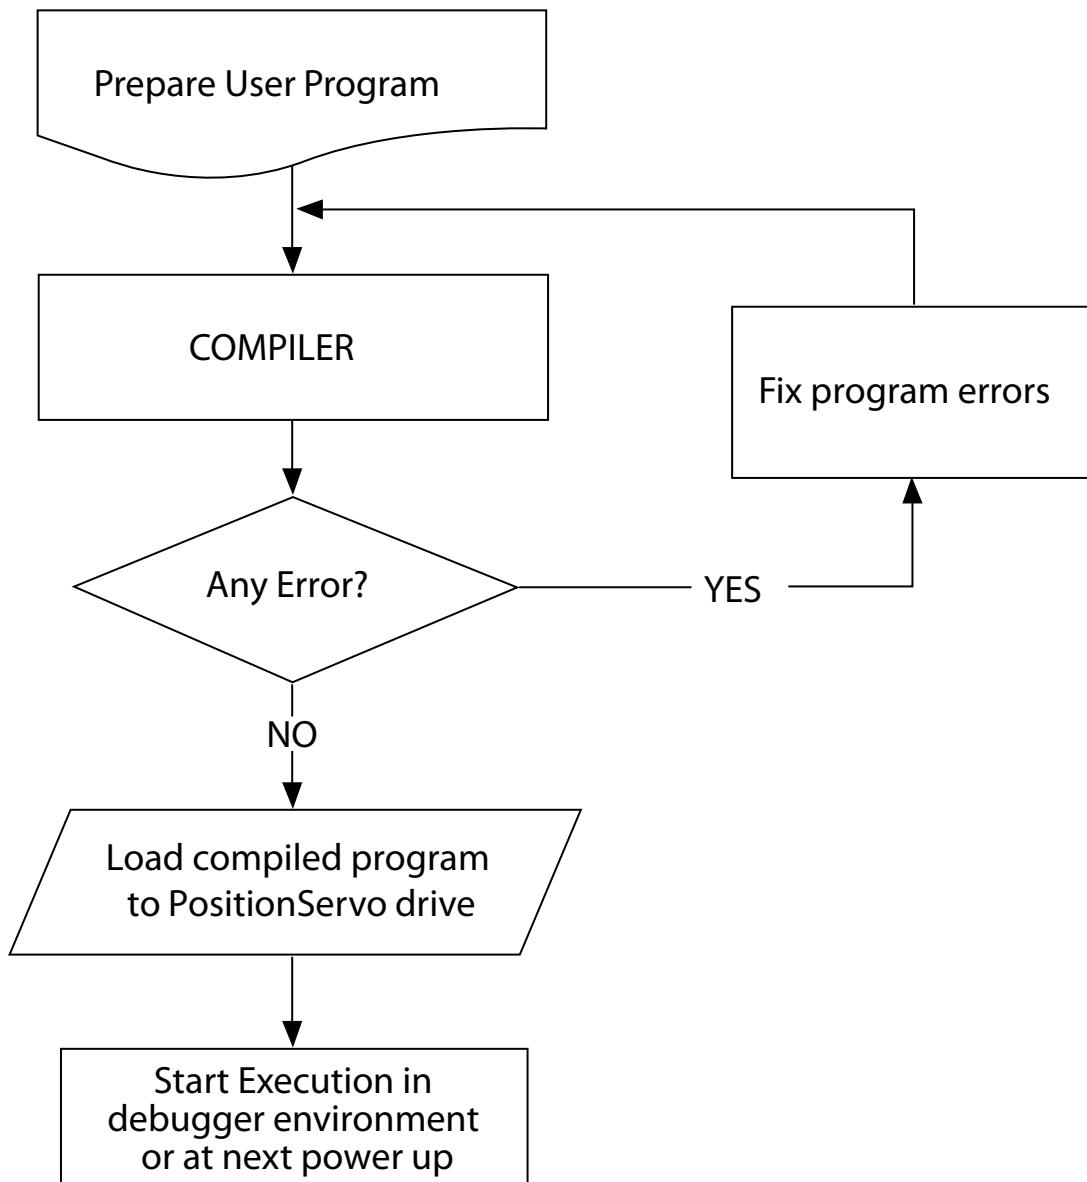 Prepare User Program
COMPILER
Fix program errors
Any Error?
YES
NO
Load compiled program
to PositionServo drive
Start Execution in
debugger environment
or at next power up